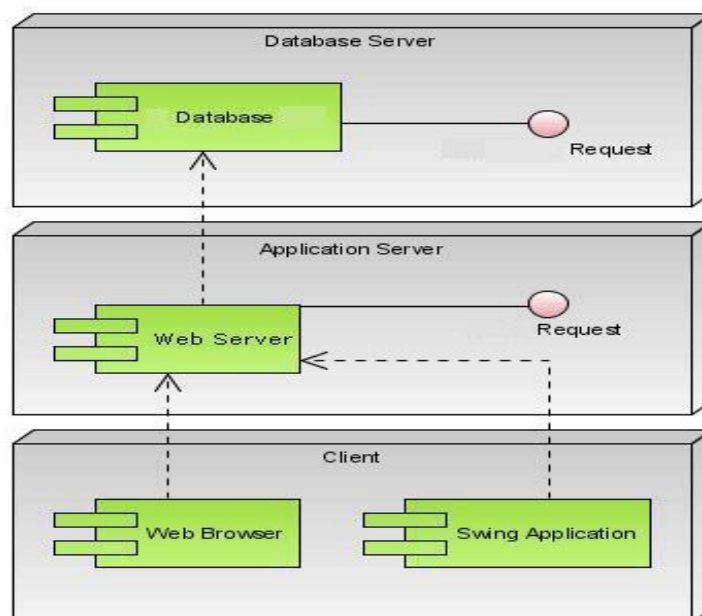 Database Server
Database
Request
Application Server
Web Server
Request
Client
Web Browser
Swing Application